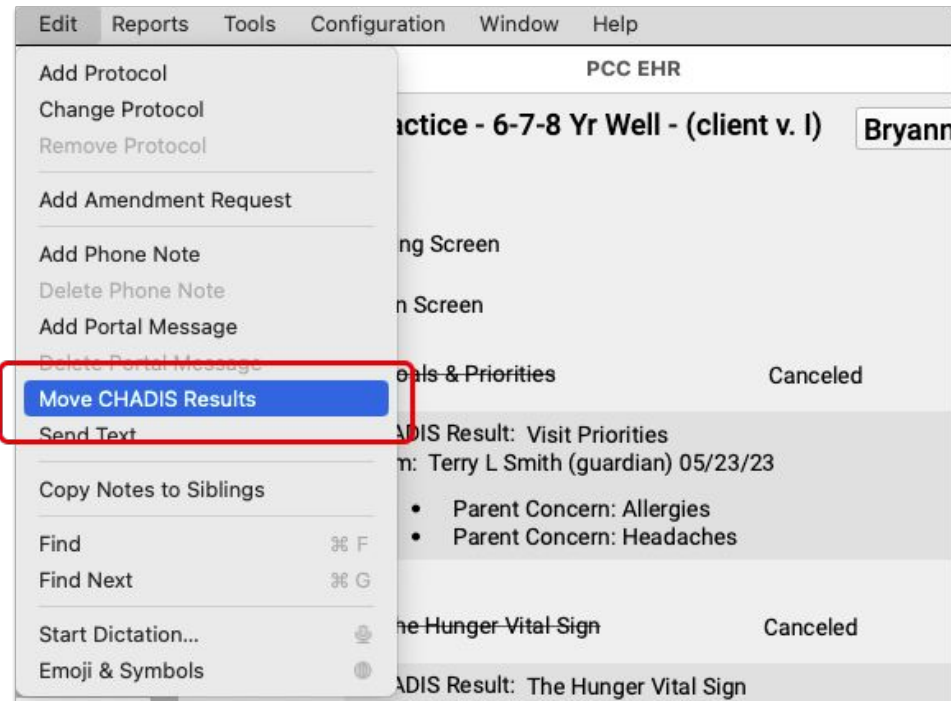 Edit Reports Tools Configuration Window Help
PCC EHR
actice - 6-7-8 Yr Well - (client v. I) Bryann
Add Protocol
Change Protocol
Remove Protocol
Add Amendment Request
Add Phone Note
Delete Phone Note
Add Portal Message
Delete Portal Message
Move CHADIS Results
Send Text
Copy Notes to Siblings
Find ⌘ F
Find Next ⌘ G
Start Dictation...
Emoji & Symbols
ng Screen
n Screen
oals & Priorities Canceled
ADIS Result: Visit Priorities
m: Terry L Smith (guardian) 05/23/23
• Parent Concern: Allergies
• Parent Concern: Headaches
he Hunger Vital Sign Canceled
ADIS Result: The Hunger Vital Sign